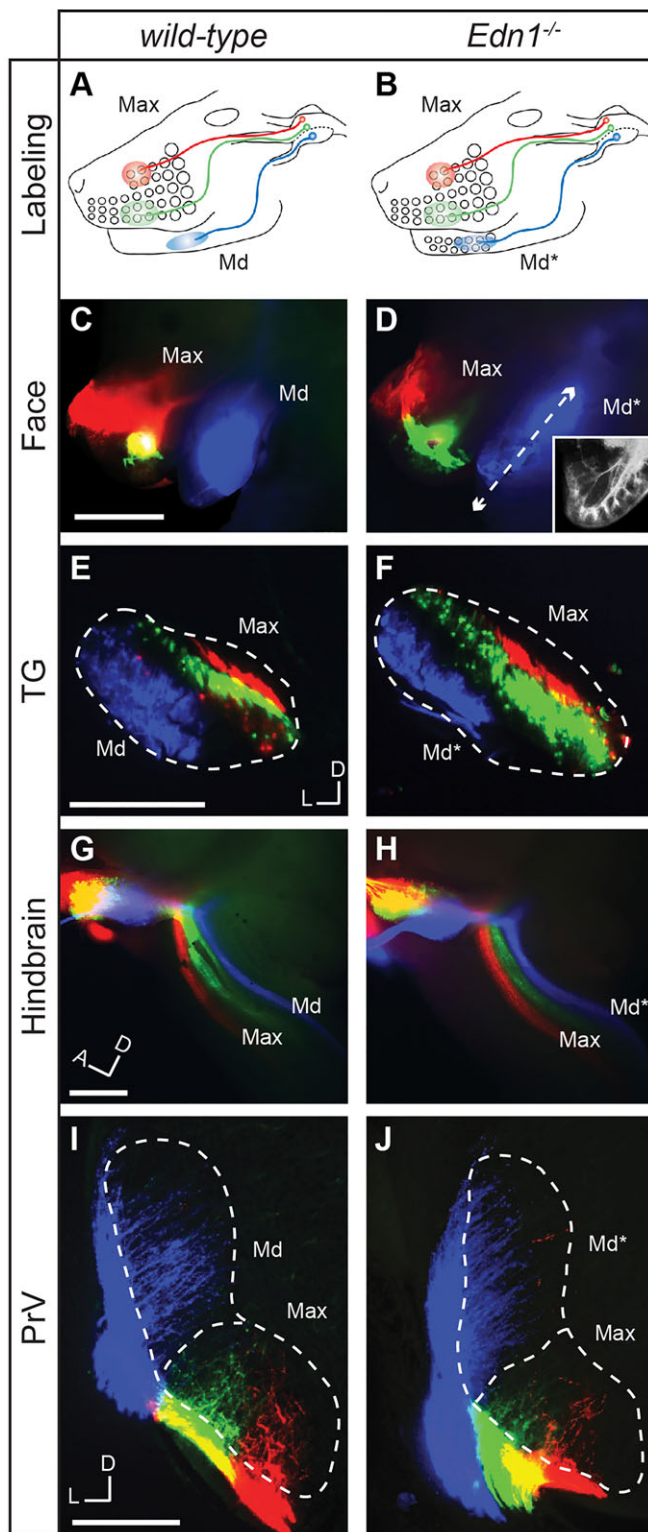 wild-type Edn1-/-
Labeling
A Max Md
B Max Md*
Face
C Max Md
D Max Md*
TG
E Max Md L D
F Max Md*
Hindbrain
G Md Max A D
H Md* Max
PrV
I Md Max L D
J Md* Max